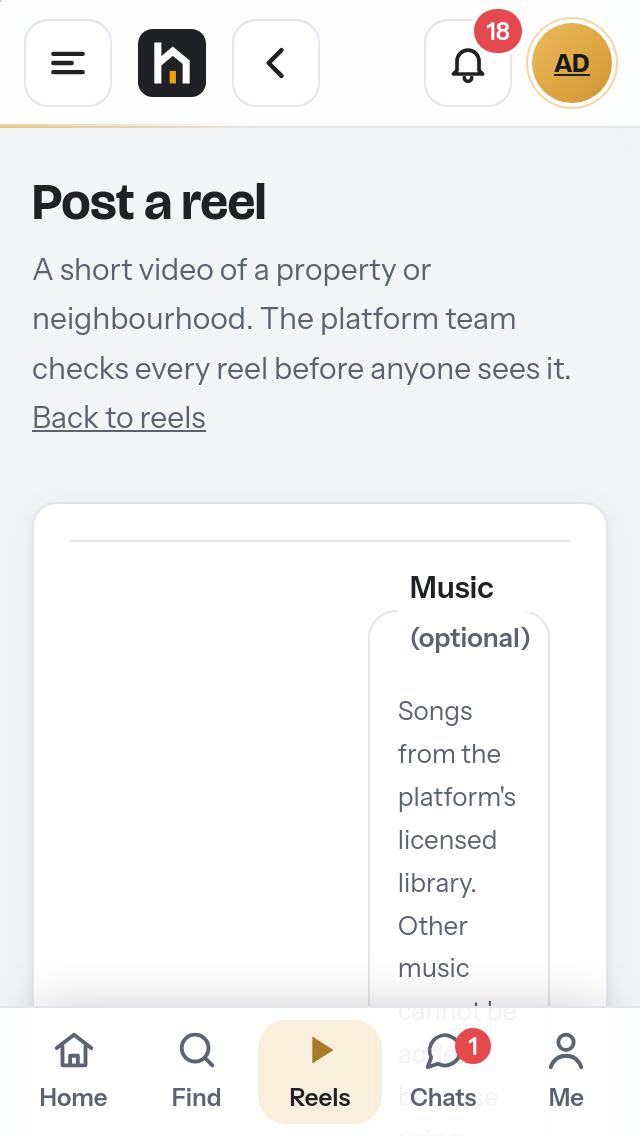 18
AD
Post a reel
A short video of a property or
neighbourhood. The platform team
checks every reel before anyone sees it.
Back to reels
Music
(optional)
Songs
from the
platform's
licensed
library.
Other
music
cannot be
1
Home
Find
Reels
Chats
Me